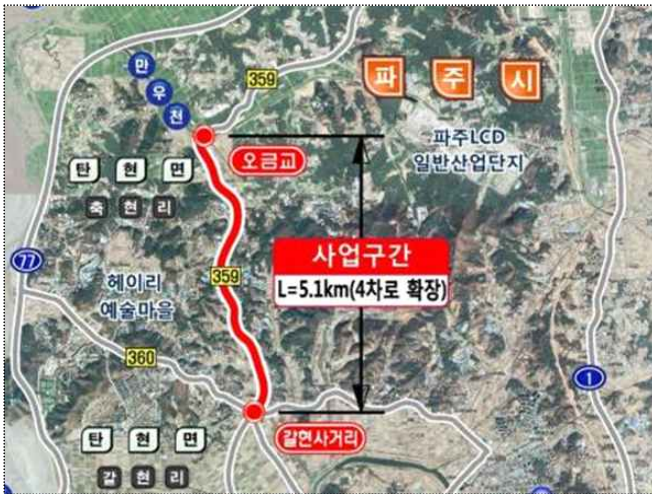 만우천
359
파주시
오금교
파주LCD
일반산업단지
탄현면
축현리
77
359
사업구간
L=5.1km(4차로 확장)
헤이리
예술마을
360
1
갈현사거리
탄현면
갈현리